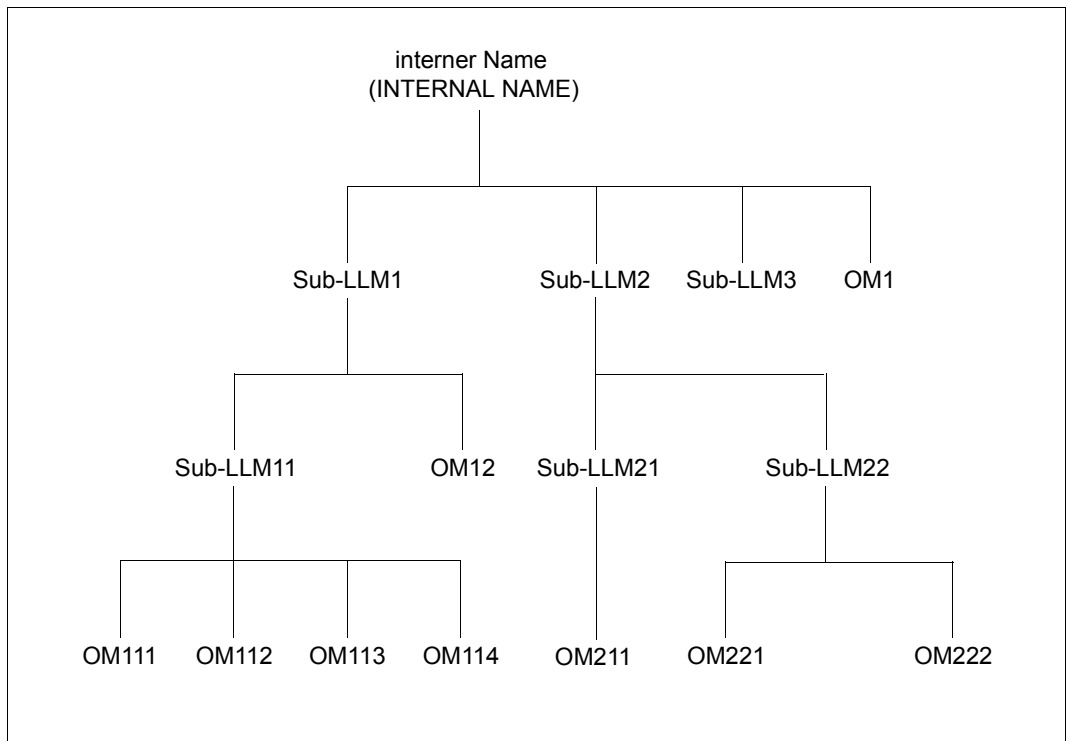 interner Name
(INTERNAL NAME)
Sub-LLM1 Sub-LLM2 Sub-LLM3 OM1
Sub-LLM11 OM12 Sub-LLM21 Sub-LLM22
OM111 OM112 OM113 OM114 OM211 OM221 OM222